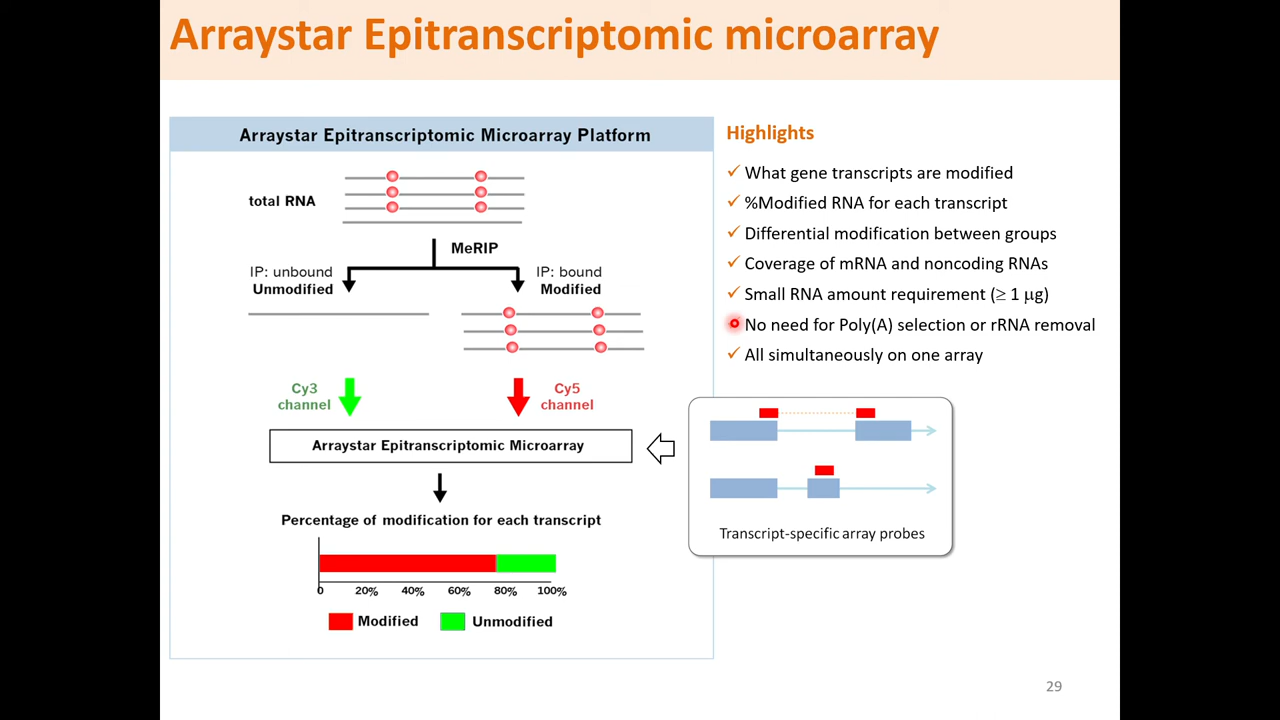 Arraystar Epitranscriptomic microarray
Arraystar Epitranscriptomic Microarray Platform
total RNA
MeRIP
IP: unbound
Unmodified
IP: bound
Modified
Cy3
channel
Cy5
channel
Arraystar Epitranscriptomic Microarray
Percentage of modification for each transcript
0 20% 40% 60% 80% 100%
Modified Unmodified
Highlights
✓ What gene transcripts are modified
✓ %Modified RNA for each transcript
✓ Differential modification between groups
✓ Coverage of mRNA and noncoding RNAs
✓ Small RNA amount requirement (≥ 1 µg)
No need for Poly(A) selection or rRNA removal
✓ All simultaneously on one array
Transcript-specific array probes
29